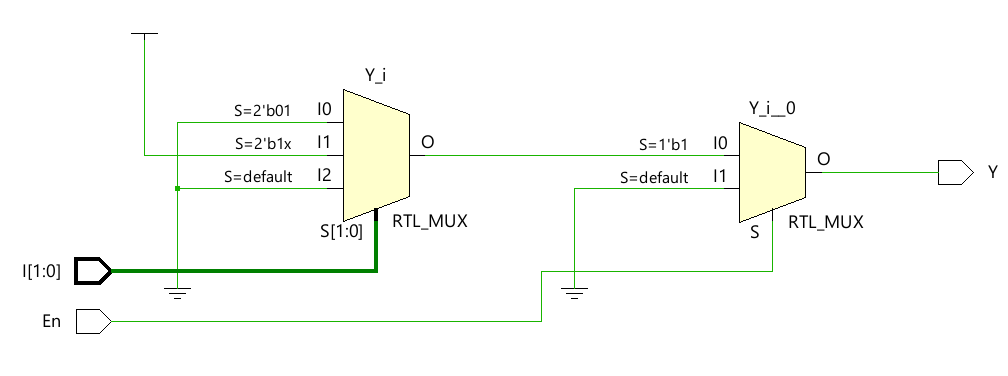 Y_i
S=2'b01 I0
S=2'b1x I1 O
S=default I2
S[1:0] RTL_MUX
Y_i__0
S=1'b1 I0
S=default I1 O
S RTL_MUX
Y
I[1:0]
En